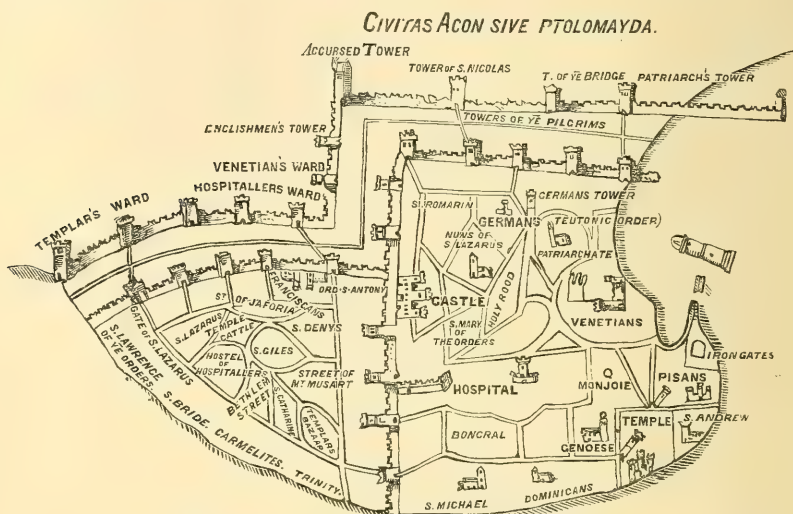 CIVITAS ACON SIVE PTOLOMAYDA.
ACCURSED TOWER
TOWER OF S. NICOLAS
T. OF YE BRIDGE
PATRIARCH'S TOWER
TOWERS OF YE PILGRIMS
ENGLISHMEN'S TOWER
VENETIAN'S WARD
HOSPITALLERS WARD
TEMPLAR'S WARD
GERMANS TOWER
S. ROMARIN
GERMANS
TEUTONIC ORDER)
NUNS OF
S. LAZARUS
PATRIARCHATE
FRANCISCANS
ORD. S. ANTONY
CASTLE
HOLY ROOD
VENETIANS
GATE OF S. LAZARUS
ST
OF JAFORIA
S. LAZARUS
TEMPLE
CATTLE
S. DENYS
S. MARY
OF
THE ORDERS
IRON GATES
S. LAWRENCE
OF YE ORDERS
HOSTEL
OF
HOSPITALLERS
S. GILES
STREET OF
MT MUSART
BETHLEM
STREET
S. CATHARINE
TEMPLARS
BAZAAR
HOSPITAL
MONJOIE
PISANS
S. BRIDE.
CARMELITES.
TRINITY.
BONCRAL
GENOESE
TEMPLE
S. ANDREW
S. MICHAEL
DOMINICANS